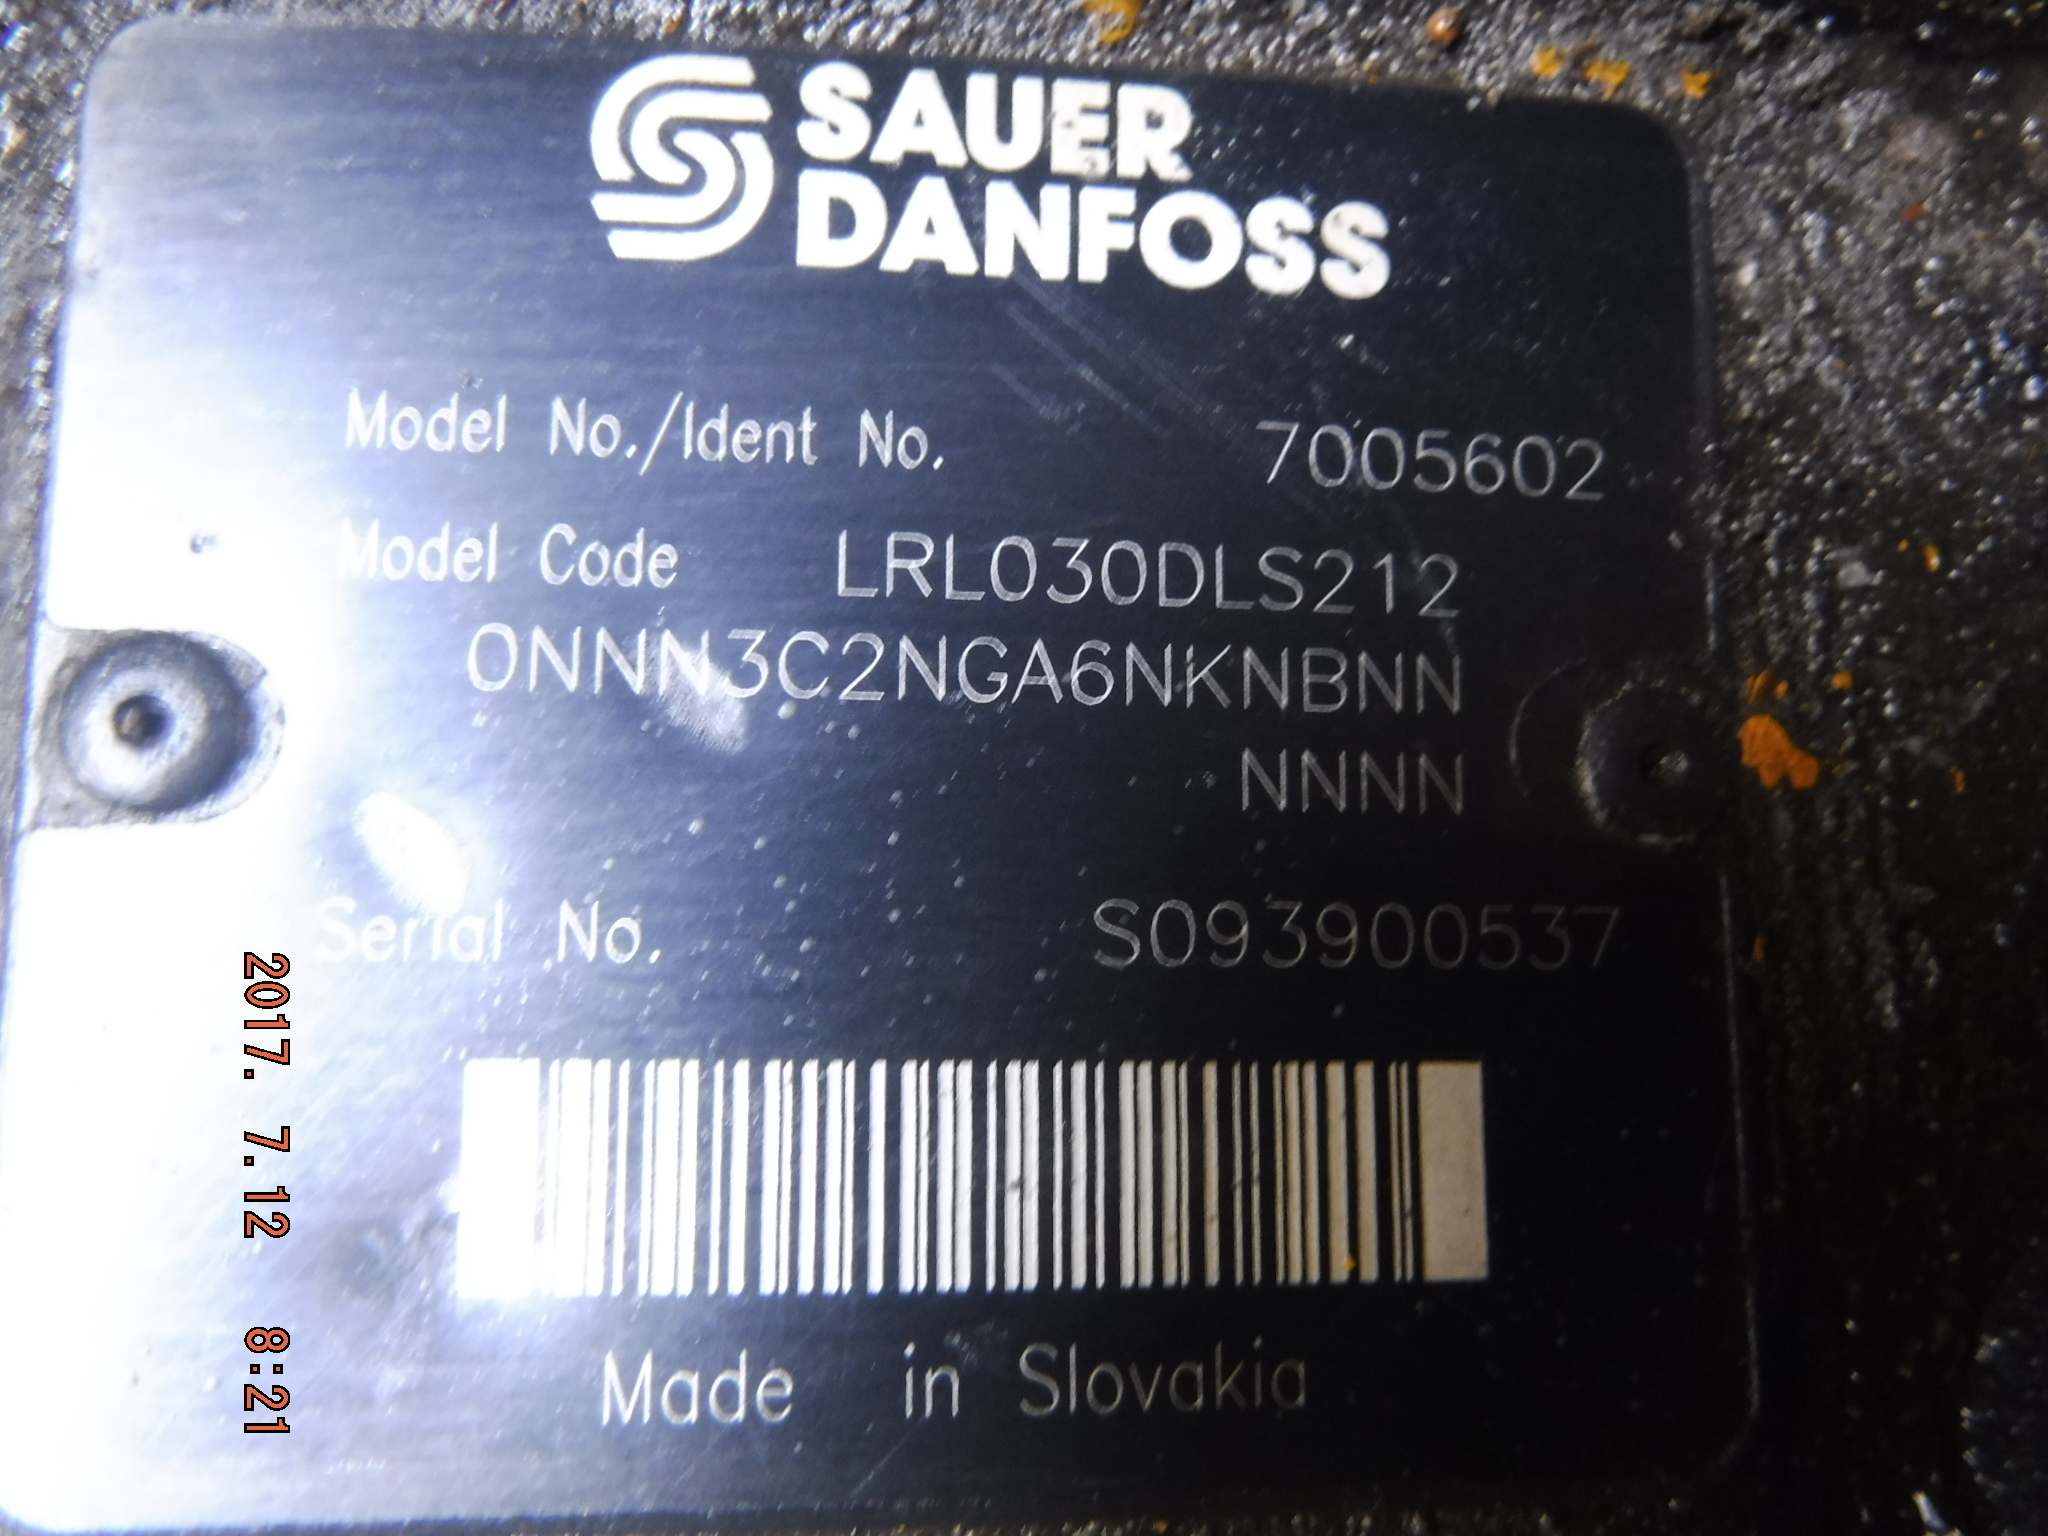 SAUER
DANFOSS
Model No./Ident No. 7005602
Model Code LRL030DLS212
0NNN3C2NGA6NKNBNN
NNNN
Serial No. S093900537
Made in Slovakia
2017. 7.12 8:21